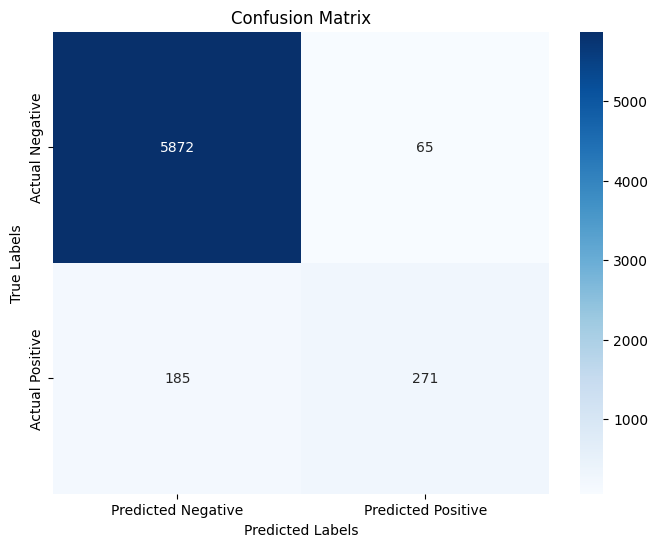 Confusion Matrix
True Labels
Actual Negative
Actual Positive
5872
65
185
271
Predicted Negative
Predicted Positive
Predicted Labels
5000
4000
3000
2000
1000